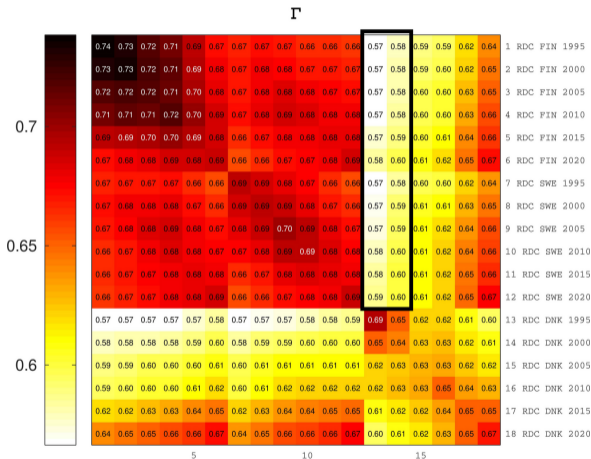 Γ
0.74 0.73 0.72 0.71 0.69 0.67 0.67 0.67 0.67 0.66 0.66 0.66 0.57 0.58 0.59 0.59 0.62 0.64 1 RDC FIN 1995
0.73 0.73 0.72 0.71 0.69 0.68 0.67 0.68 0.67 0.67 0.67 0.66 0.57 0.58 0.60 0.60 0.62 0.65 2 RDC FIN 2000
0.72 0.72 0.72 0.71 0.70 0.68 0.67 0.67 0.68 0.67 0.67 0.67 0.57 0.58 0.60 0.60 0.63 0.65 3 RDC FIN 2005
0.7
0.71 0.71 0.71 0.72 0.70 0.69 0.67 0.68 0.69 0.68 0.68 0.68 0.57 0.58 0.60 0.60 0.63 0.66 4 RDC FIN 2010
0.69 0.69 0.70 0.70 0.69 0.68 0.66 0.67 0.68 0.67 0.67 0.68 0.57 0.59 0.60 0.61 0.64 0.66 5 RDC FIN 2015
0.67 0.68 0.68 0.69 0.68 0.69 0.66 0.66 0.67 0.67 0.68 0.69 0.58 0.60 0.61 0.62 0.65 0.67 6 RDC FIN 2020
0.67 0.67 0.67 0.67 0.66 0.66 0.69 0.69 0.68 0.68 0.67 0.66 0.57 0.58 0.60 0.60 0.62 0.64 7 RDC SWE 1995
0.67 0.68 0.67 0.68 0.67 0.66 0.69 0.69 0.69 0.68 0.67 0.67 0.57 0.59 0.60 0.61 0.63 0.65 8 RDC SWE 2000
0.67 0.67 0.68 0.69 0.68 0.67 0.68 0.69 0.70 0.69 0.68 0.67 0.57 0.59 0.61 0.62 0.64 0.66 9 RDC SWE 2005
0.65
0.66 0.67 0.67 0.68 0.67 0.67 0.68 0.68 0.69 0.69 0.68 0.68 0.58 0.60 0.61 0.62 0.64 0.66 10 RDC SWE 2010
0.66 0.67 0.67 0.68 0.67 0.68 0.67 0.67 0.68 0.68 0.68 0.68 0.58 0.60 0.61 0.62 0.65 0.66 11 RDC SWE 2015
0.66 0.66 0.67 0.68 0.68 0.69 0.66 0.67 0.67 0.68 0.68 0.69 0.59 0.60 0.61 0.62 0.65 0.67 12 RDC SWE 2020
0.57 0.57 0.57 0.57 0.57 0.58 0.57 0.57 0.57 0.58 0.58 0.59 0.69 0.65 0.62 0.62 0.61 0.60 13 RDC DNK 1995
0.58 0.58 0.58 0.58 0.59 0.60 0.58 0.59 0.59 0.60 0.60 0.60 0.65 0.64 0.63 0.63 0.62 0.61 14 RDC DNK 2000
0.6
0.59 0.60 0.60 0.60 0.60 0.61 0.60 0.60 0.61 0.61 0.61 0.61 0.62 0.63 0.63 0.63 0.63 0.62 15 RDC DNK 2005
0.59 0.60 0.60 0.60 0.61 0.62 0.60 0.61 0.62 0.62 0.62 0.62 0.62 0.63 0.63 0.65 0.64 0.63 16 RDC DNK 2010
0.62 0.62 0.63 0.63 0.64 0.65 0.62 0.63 0.64 0.64 0.65 0.65 0.61 0.62 0.63 0.64 0.65 0.65 17 RDC DNK 2015
0.64 0.65 0.65 0.66 0.66 0.67 0.64 0.65 0.66 0.66 0.66 0.67 0.60 0.61 0.62 0.63 0.65 0.67 18 RDC DNK 2020
5 10 15